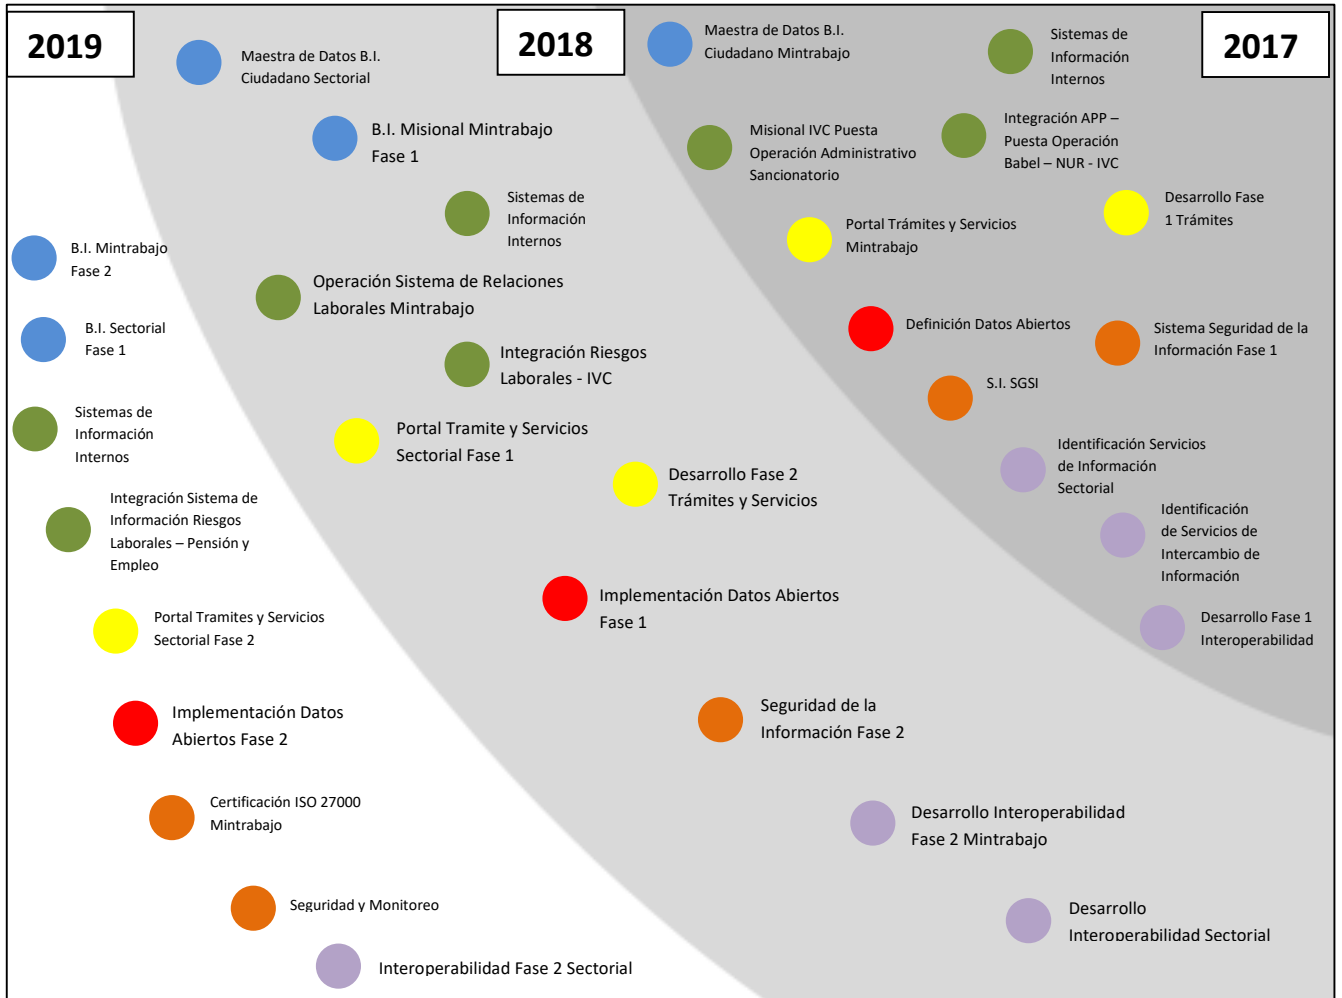 2019
2018
2017
Maestra de Datos B.I.
Ciudadano Sectorial
B.I. Misional Mintrabajo
Fase 1
Sistemas de
Información
Internos
Operación Sistema de Relaciones
Laborales Mintrabajo
Integración Riesgos
Laborales - IVC
Portal Tramite y Servicios
Sectorial Fase 1
Desarrollo Fase 2
Trámites y Servicios
Implementación Datos Abiertos
Fase 1
Seguridad de la
Información Fase 2
Desarrollo Interoperabilidad
Fase 2 Mintrabajo
Desarrollo
Interoperabilidad Sectorial
Maestra de Datos B.I.
Ciudadano Mintrabajo
Sistemas de
Información
Internos
Misional IVC Puesta
Operación Administrativo
Sancionatorio
Integración APP –
Puesta Operación
Babel – NUR - IVC
Portal Trámites y Servicios
Mintrabajo
Desarrollo Fase
1 Trámites
Definición Datos Abiertos
Sistema Seguridad de la
Información Fase 1
S.I. SGSI
Identificación Servicios
de Información
Sectorial
Identificación
de Servicios de
Intercambio de
Información
Desarrollo Fase 1
Interoperabilidad
B.I. Mintrabajo
Fase 2
B.I. Sectorial
Fase 1
Sistemas de
Información
Internos
Integración Sistema de
Información Riesgos
Laborales – Pensión y
Empleo
Portal Tramites y Servicios
Sectorial Fase 2
Implementación Datos
Abiertos Fase 2
Certificación ISO 27000
Mintrabajo
Seguridad y Monitoreo
Interoperabilidad Fase 2 Sectorial